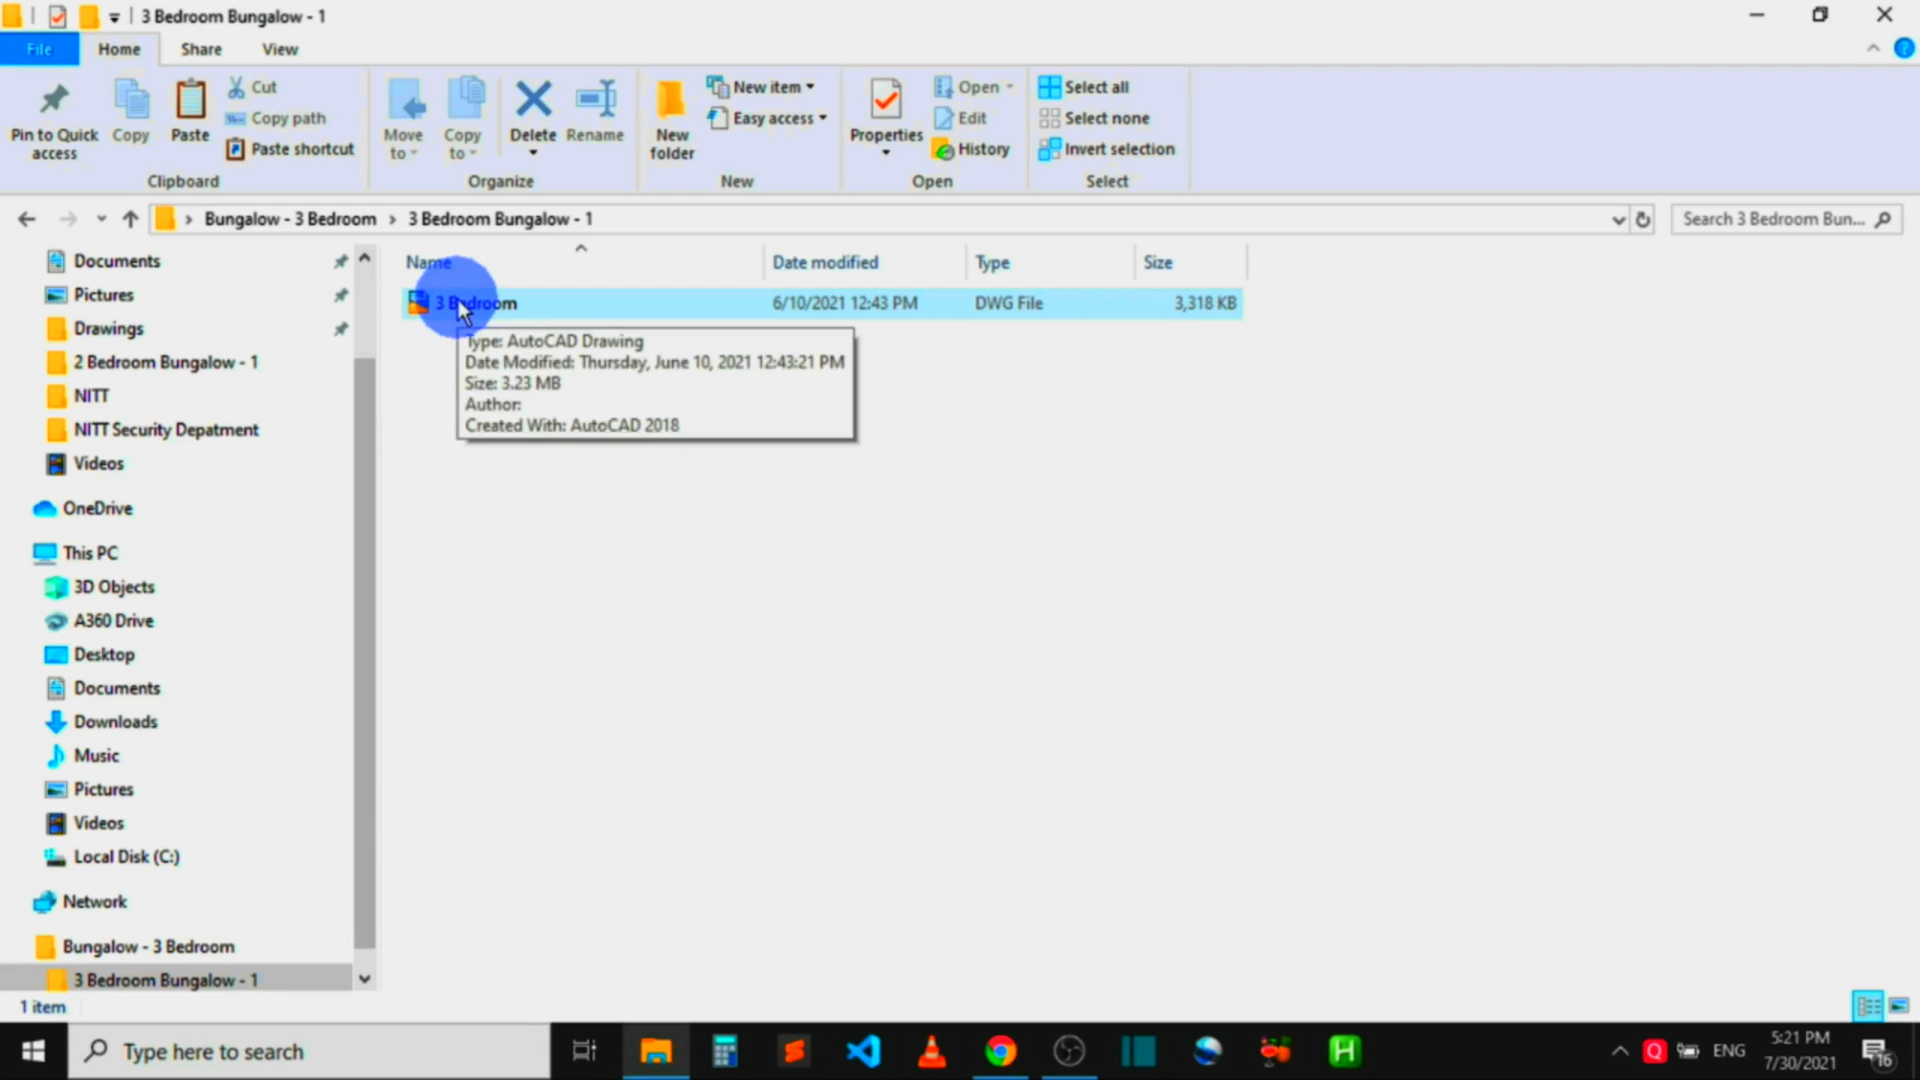 3 Bedroom Bungalow - 1
File
Home
Share
View
Pin to Quick access
Copy
Paste
Cut
Copy path
Paste shortcut
Clipboard
Move to
Copy to
Delete
Rename
Organize
New folder
New item
Easy access
New
Properties
Open
Edit
History
Open
Select all
Select none
Invert selection
Select
Bungalow - 3 Bedroom > 3 Bedroom Bungalow - 1
Search 3 Bedroom Bun...
Documents
Pictures
Drawings
2 Bedroom Bungalow - 1
NITT
NITT Security Depatment
Videos
OneDrive
This PC
3D Objects
A360 Drive
Desktop
Documents
Downloads
Music
Pictures
Videos
Local Disk (C:)
Network
Bungalow - 3 Bedroom
3 Bedroom Bungalow - 1
Name
Date modified
Type
Size
3 Bedroom
6/10/2021 12:43 PM
DWG File
3,318 KB
Type: AutoCAD Drawing
Date Modified: Thursday, June 10, 2021 12:43:21 PM
Size: 3.23 MB
Author:
Created With: AutoCAD 2018
1 item
Type here to search
ENG
5:21 PM
7/30/2021
16